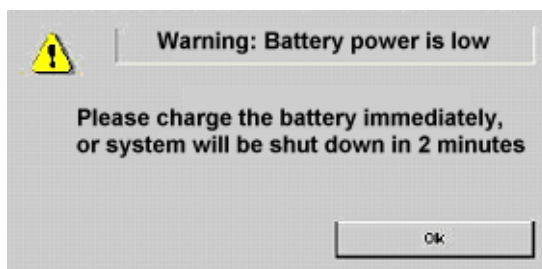 Warning: Battery power is low
Please charge the battery immediately,
or system will be shut down in 2 minutes
Ok